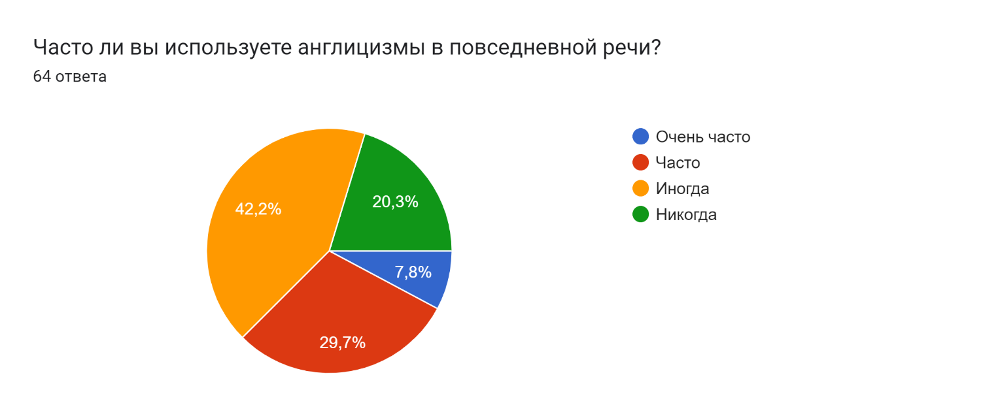 Часто ли вы используете англицизмы в повседневной речи?
64 ответа
Очень часто
Часто
Иногда
Никогда
42,2%
20,3%
7,8%
29,7%